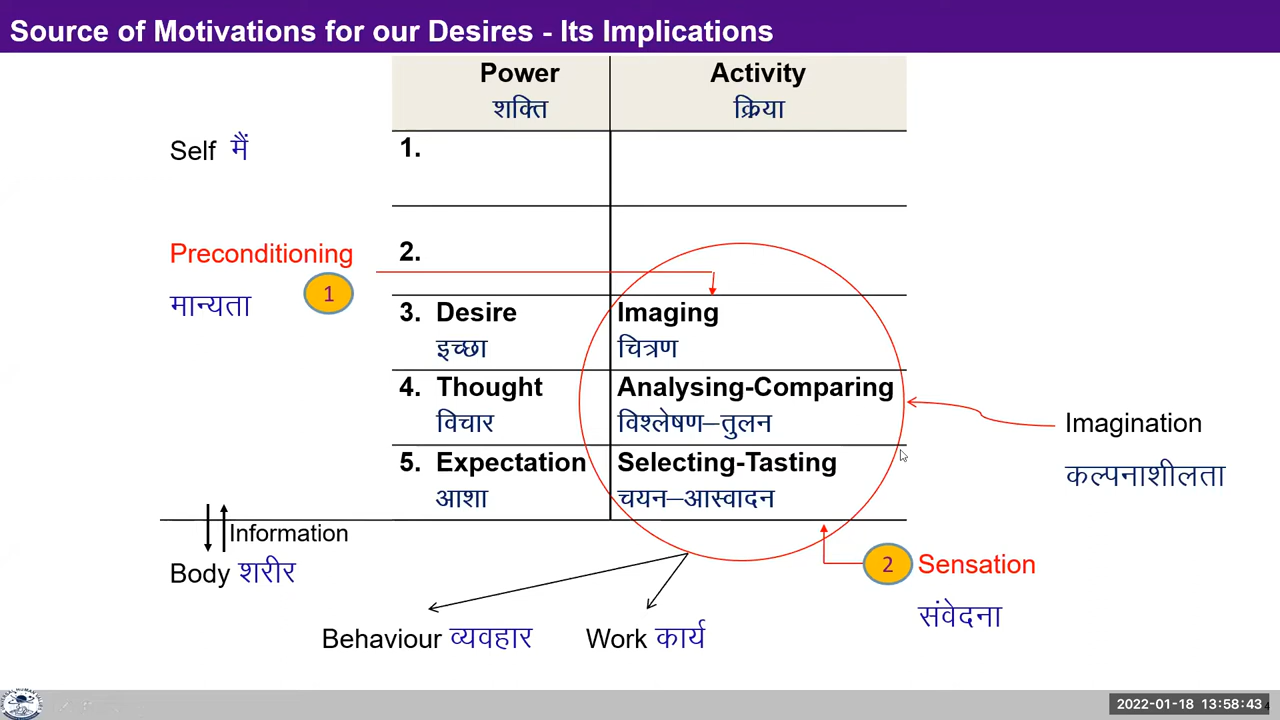 Source of Motivations for our Desires - Its Implications
Power Activity
शक्ति क्रिया
Self मैं 1.
Preconditioning 2.
मान्यता 1
3. Desire Imaging
इच्छा चित्रण
4. Thought Analysing-Comparing
विचार विश्लेषण–तुलन
Imagination
कल्पनाशीलता
5. Expectation Selecting-Tasting
आशा चयन–आस्वादन
Information
Body शरीर
2 Sensation
संवेदना
Behaviour व्यवहार Work कार्य
2022-01-18 13:58:43